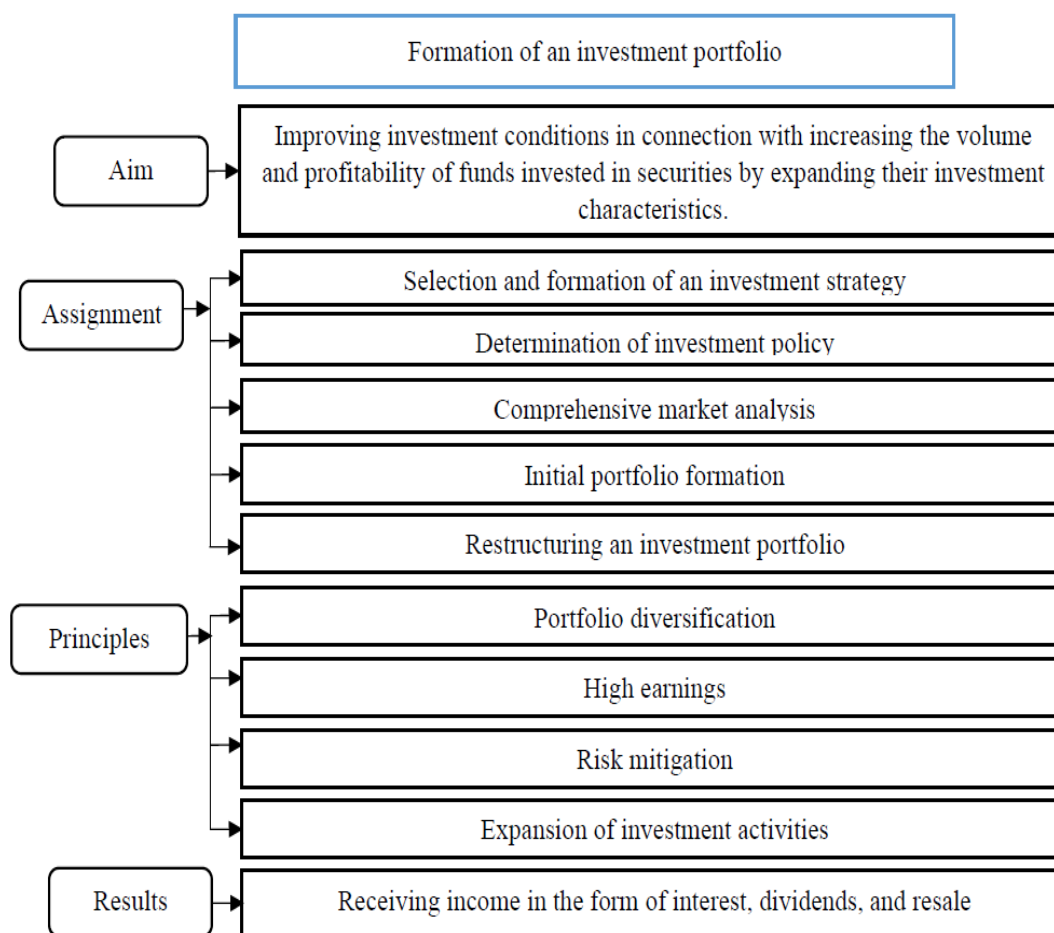 Formation of an investment portfolio
Aim
Improving investment conditions in connection with increasing the volume
and profitability of funds invested in securities by expanding their investment
characteristics.
Assignment
Selection and formation of an investment strategy
Determination of investment policy
Comprehensive market analysis
Initial portfolio formation
Restructuring an investment portfolio
Principles
Portfolio diversification
High earnings
Risk mitigation
Expansion of investment activities
Results
Receiving income in the form of interest, dividends, and resale